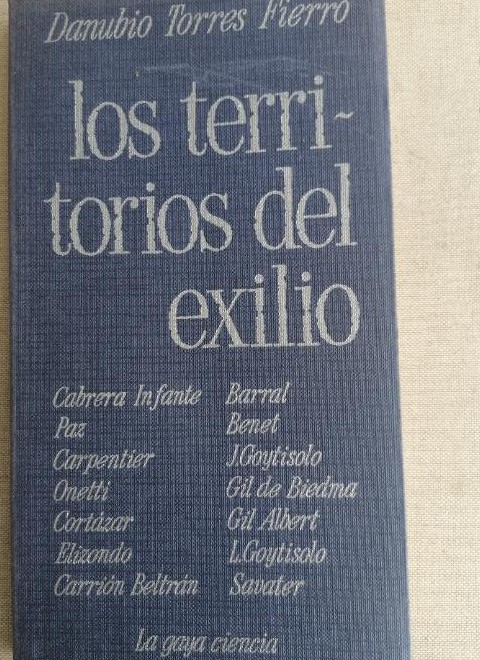 Danubio Torres Fierro
los terri-
torios del
exilio
Cabrera Infante
Paz
Carpentier
Onetti
Cortázar
Elizondo
Carrión Beltrán
Barral
Benet
J.Goytisolo
Gil de Biedma
Gil Albert
L.Goytisolo
Savater
La gaya ciencia